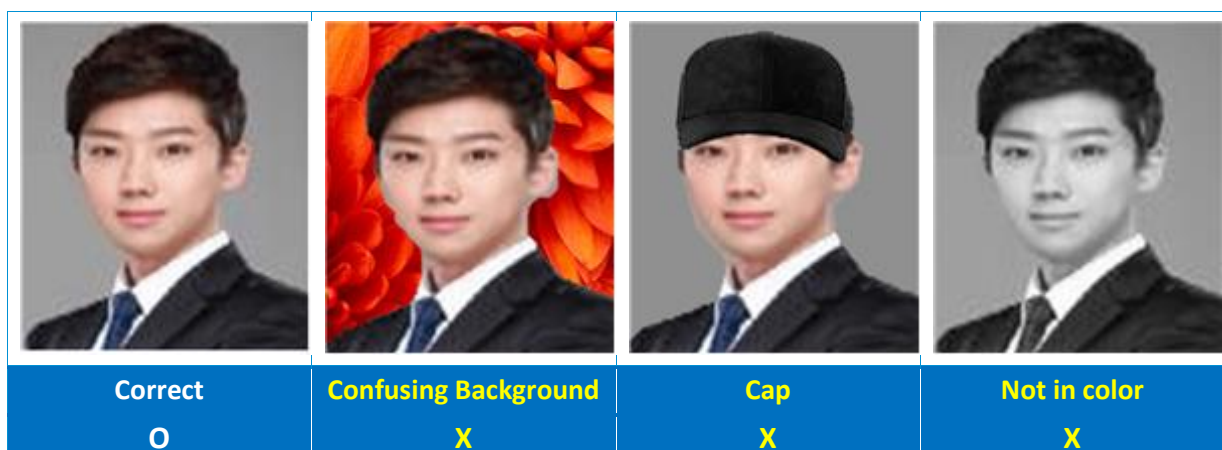 Correct
Confusing Background
Cap
Not in color
O
X
X
X